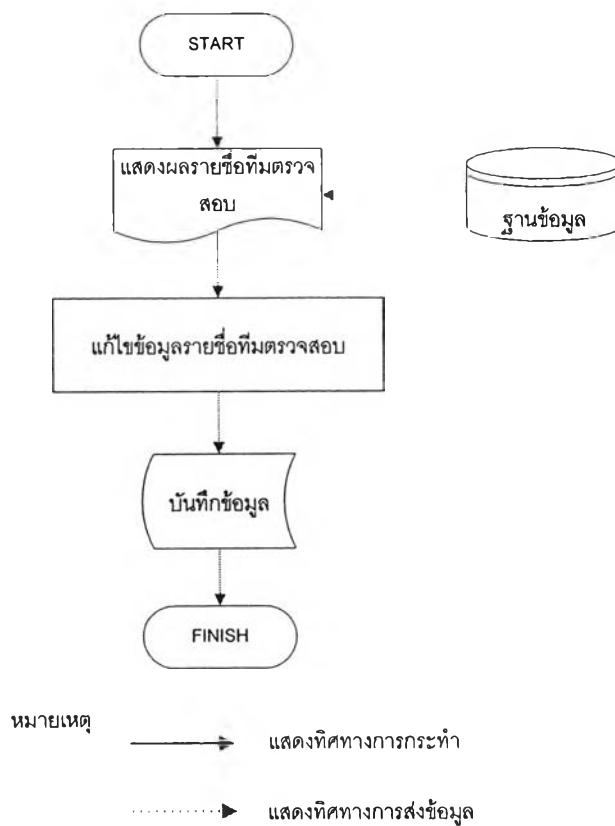 START
แสดงผลรายชื่อทีมตรวจ
สอบ
ฐานข้อมูล
แก้ไขข้อมูลรายชื่อทีมตรวจสอบ
บันทึกข้อมูล
FINISH
หมายเหตุ
แสดงทิศทางการกระทำ
แสดงทิศทางการส่งข้อมูล